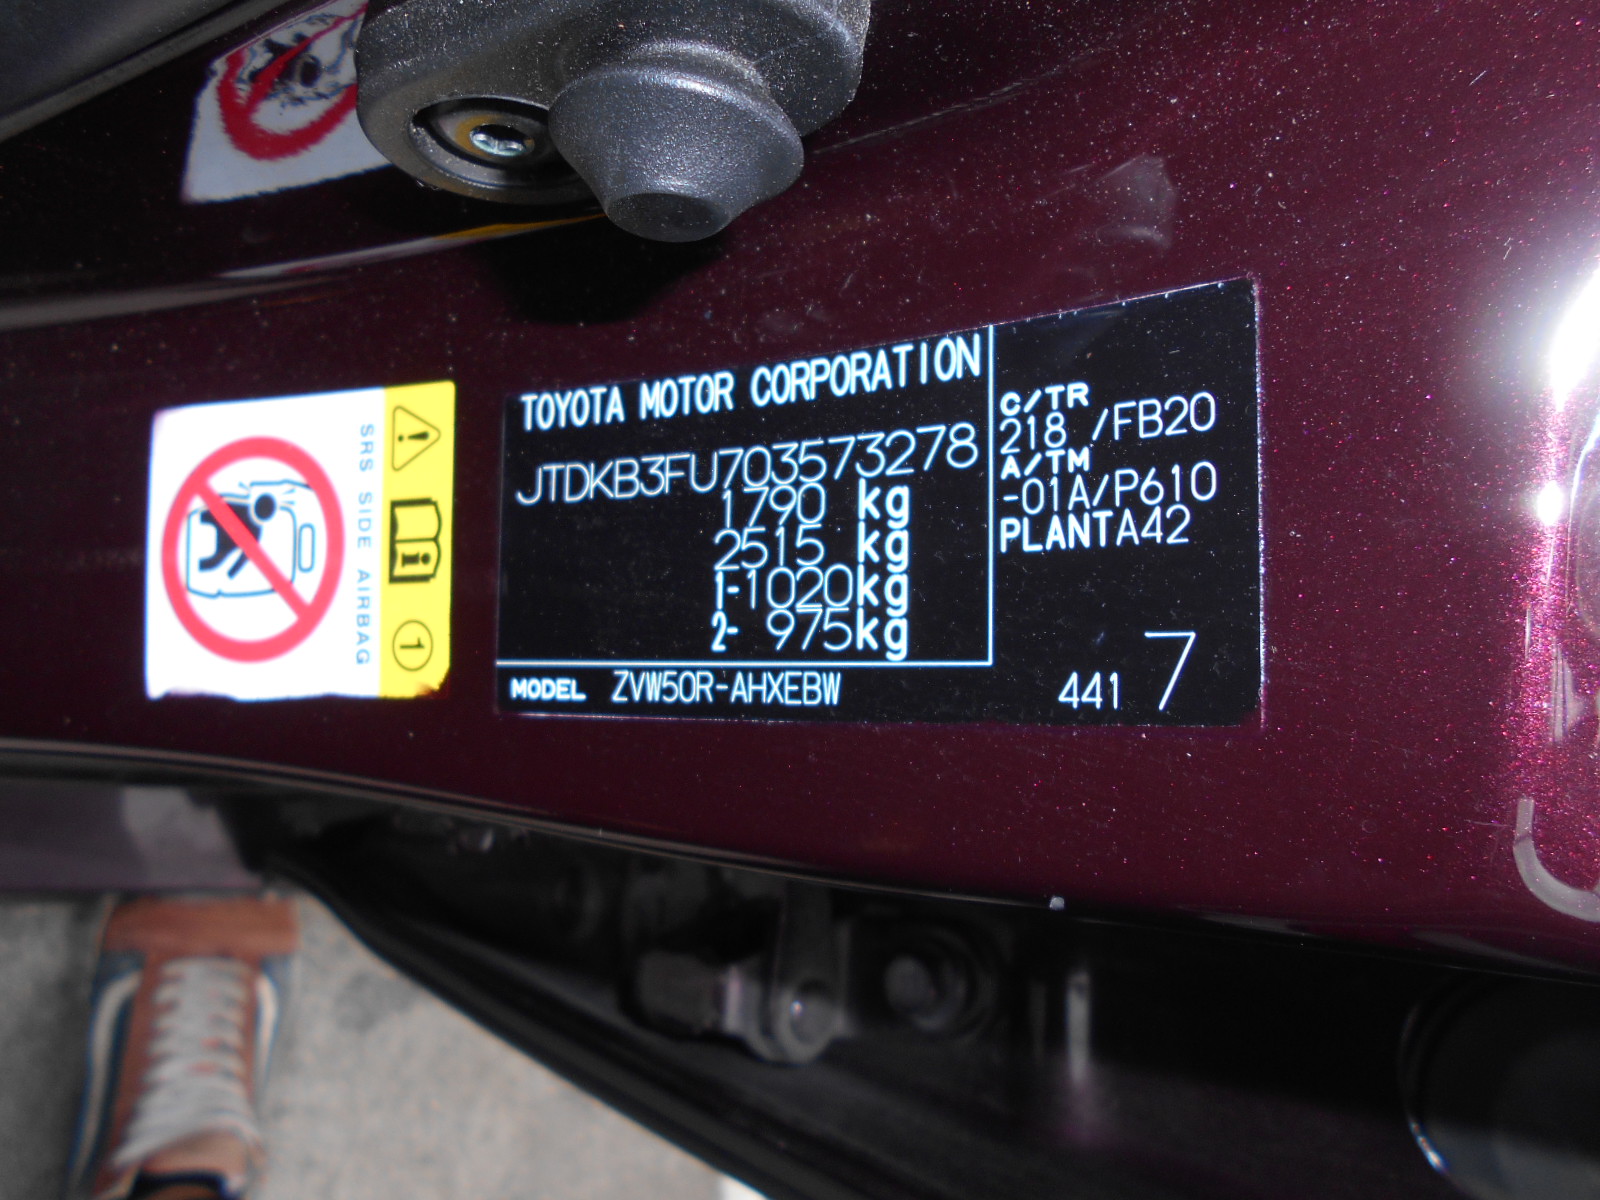 TOYOTA MOTOR CORPORATION
JTDKB3FU703573278
1790 kg
2515 kg
1-1020kg
2- 975kg
MODEL ZVW50R-AHXEBW
C/TR
218 /FB20
A/TM
-01A/P610
PLANTA42
441 7
SRS SIDE AIRBAG
1